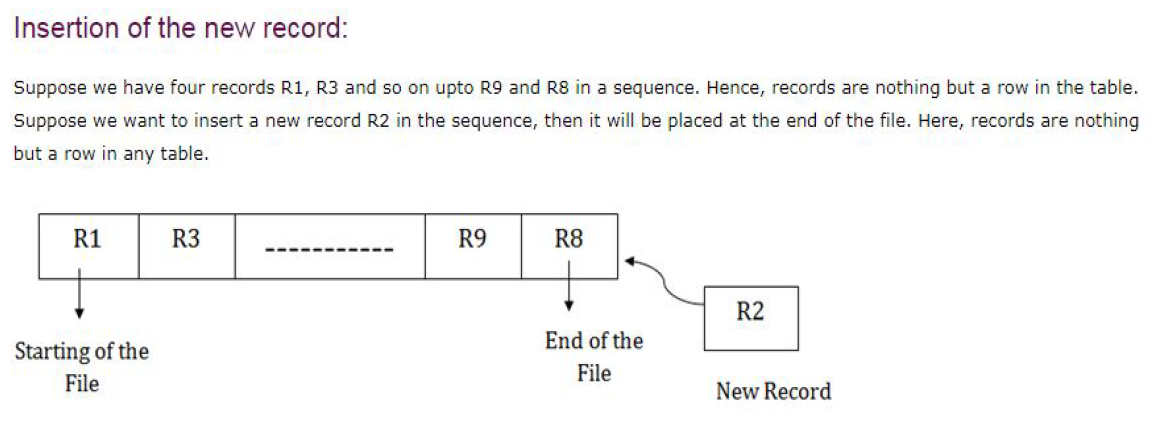 Insertion of the new record:
Suppose we have four records R1, R3 and so on upto R9 and R8 in a sequence. Hence, records are nothing but a row in the table.
Suppose we want to insert a new record R2 in the sequence, then it will be placed at the end of the file. Here, records are nothing
but a row in any table.
R1 R3 ----------- R9 R8
R2
Starting of the
File
End of the
File
New Record